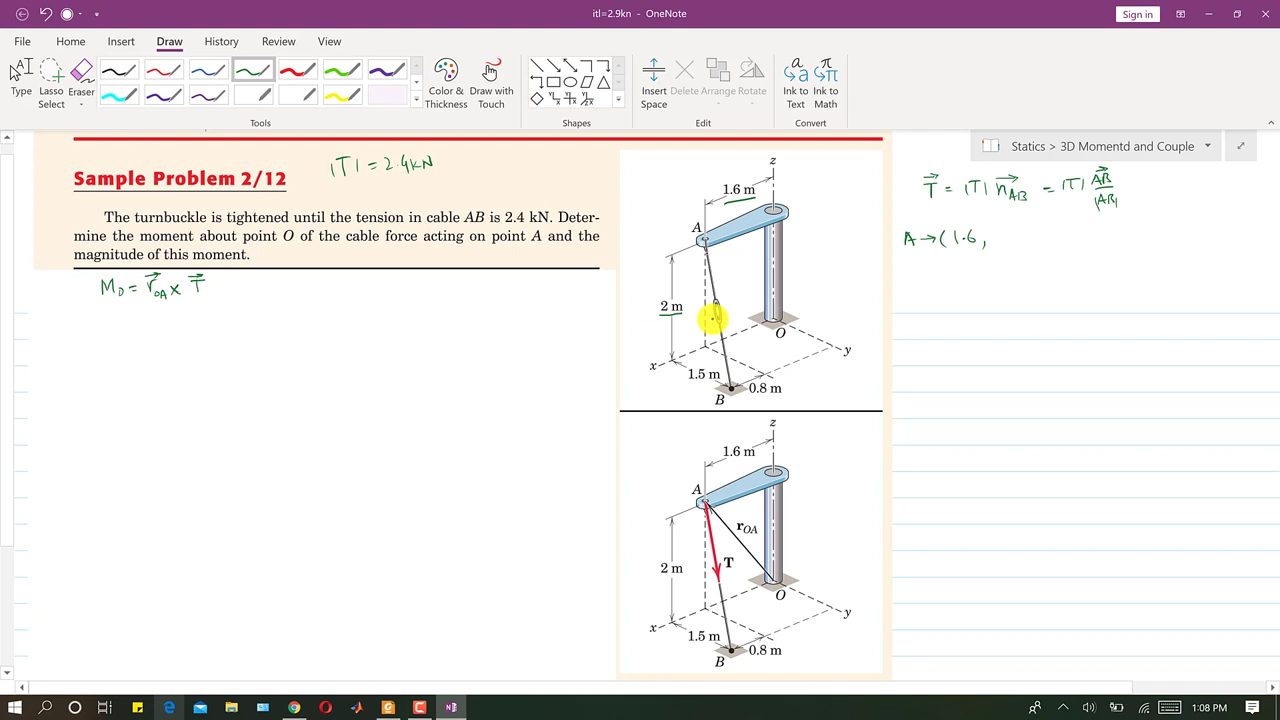 itl=2.9kn - OneNote
Sign in
File Home Insert Draw History Review View
Type
Lasso Select
Eraser
Color & Thickness
Draw with Touch
Insert Space
Delete Arrange Rotate
Ink to Text
Ink to Math
Tools
Shapes
Edit
Convert
Statics > 3D Momentd and Couple
|T| = 2.4kN
Sample Problem 2/12
The turnbuckle is tightened until the tension in cable AB is 2.4 kN. Deter-
mine the moment about point O of the cable force acting on point A and the
magnitude of this moment.
M_O = r_OA x T
z
1.6 m
A
2 m
O
x
y
1.5 m
0.8 m
B
z
1.6 m
A
r_OA
2 m
T
O
x
y
1.5 m
0.8 m
B
T = |T| n_AB = |T| AB / |AB|
A → (1.6,
1:08 PM